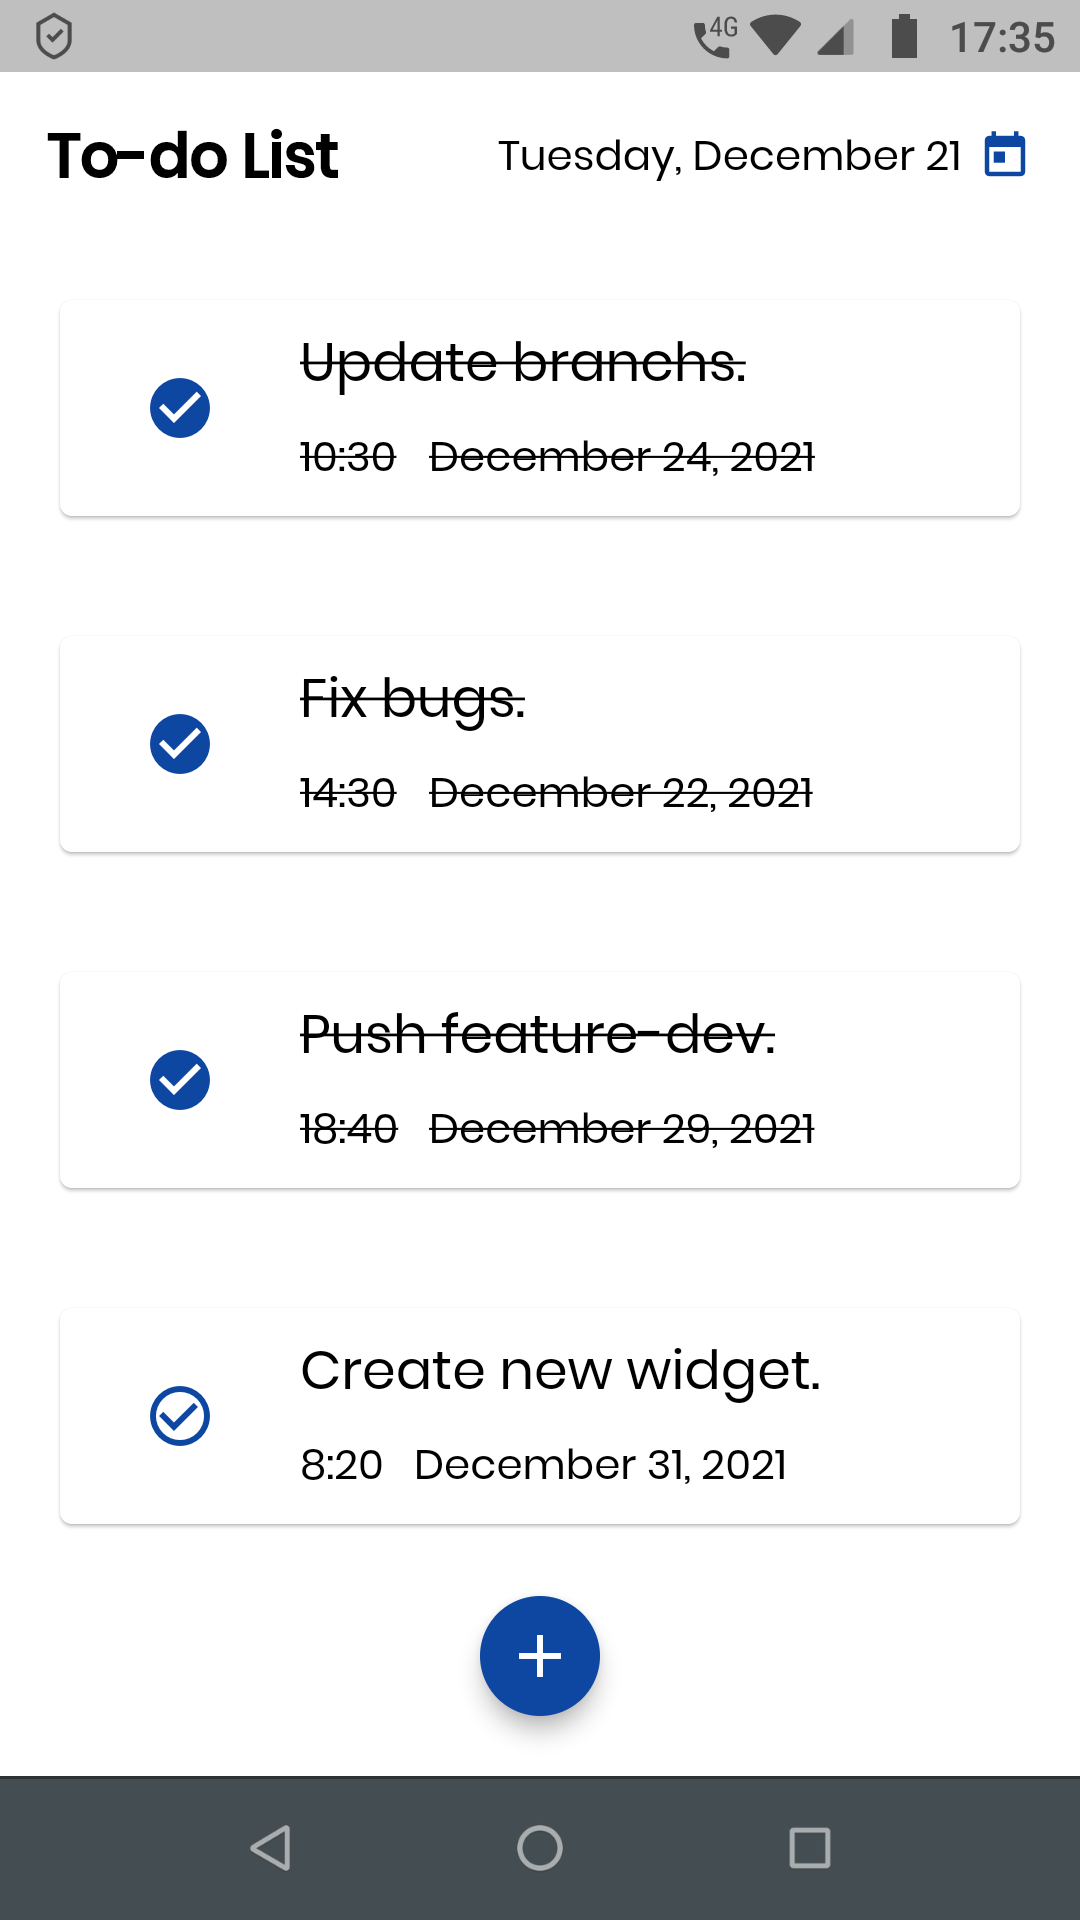 4G 17:35
To-do List Tuesday, December 21
Update branchs.
10:30 December 24, 2021
Fix bugs.
14:30 December 22, 2021
Push feature-dev.
18:40 December 29, 2021
Create new widget.
8:20 December 31, 2021